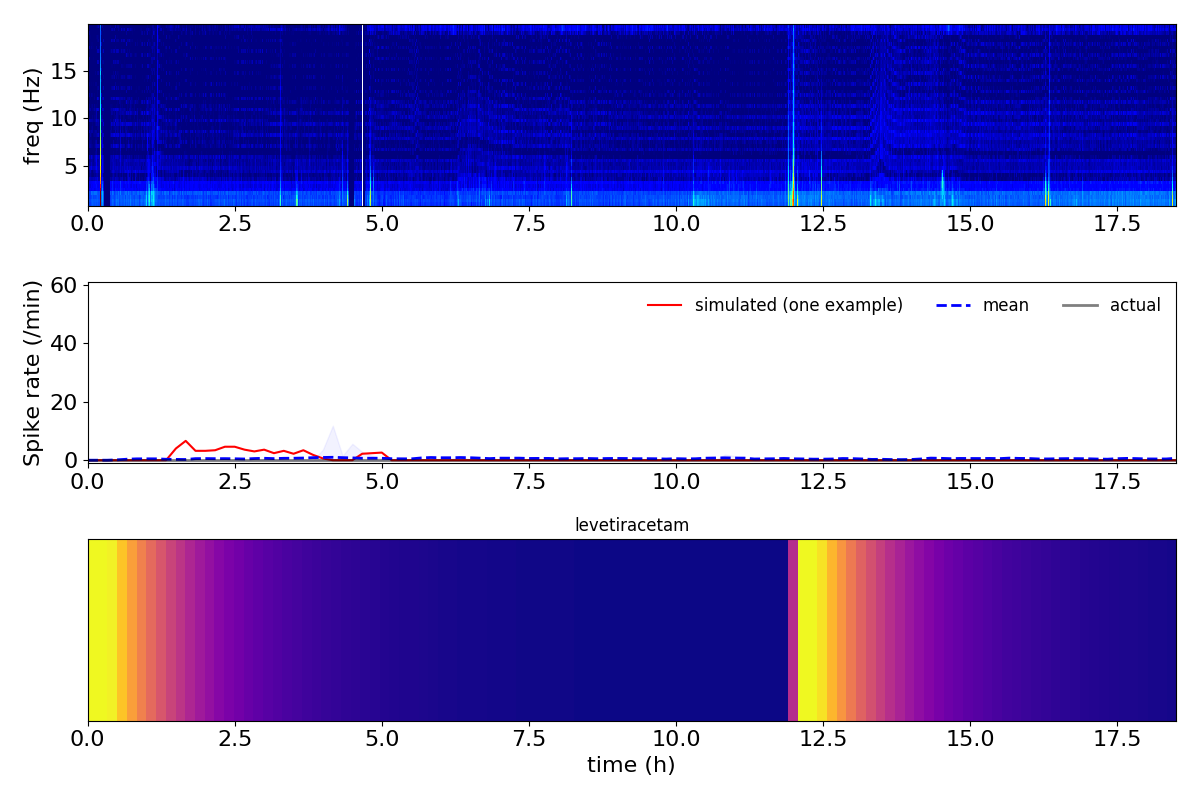 freq (Hz)
15
10
5
0.0 2.5 5.0 7.5 10.0 12.5 15.0 17.5
Spike rate (/min)
60
40
20
0
simulated (one example) mean actual
0.0 2.5 5.0 7.5 10.0 12.5 15.0 17.5
levetiracetam
0.0 2.5 5.0 7.5 10.0 12.5 15.0 17.5
time (h)